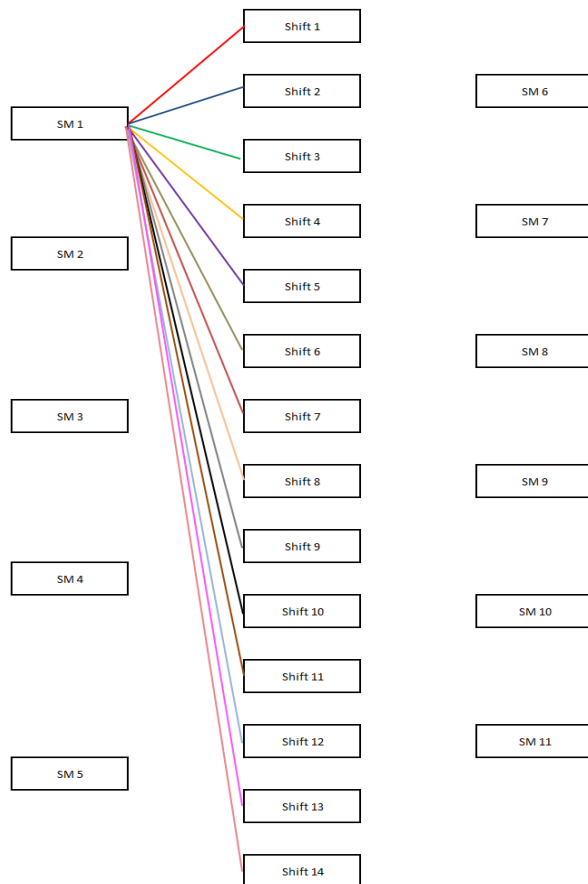 Shift 1
Shift 2
SM 6
SM 1
Shift 3
Shift 4
SM 7
SM 2
Shift 5
Shift 6
SM 8
SM 3
Shift 7
Shift 8
SM 9
Shift 9
SM 4
Shift 10
SM 10
Shift 11
Shift 12
SM 11
SM 5
Shift 13
Shift 14